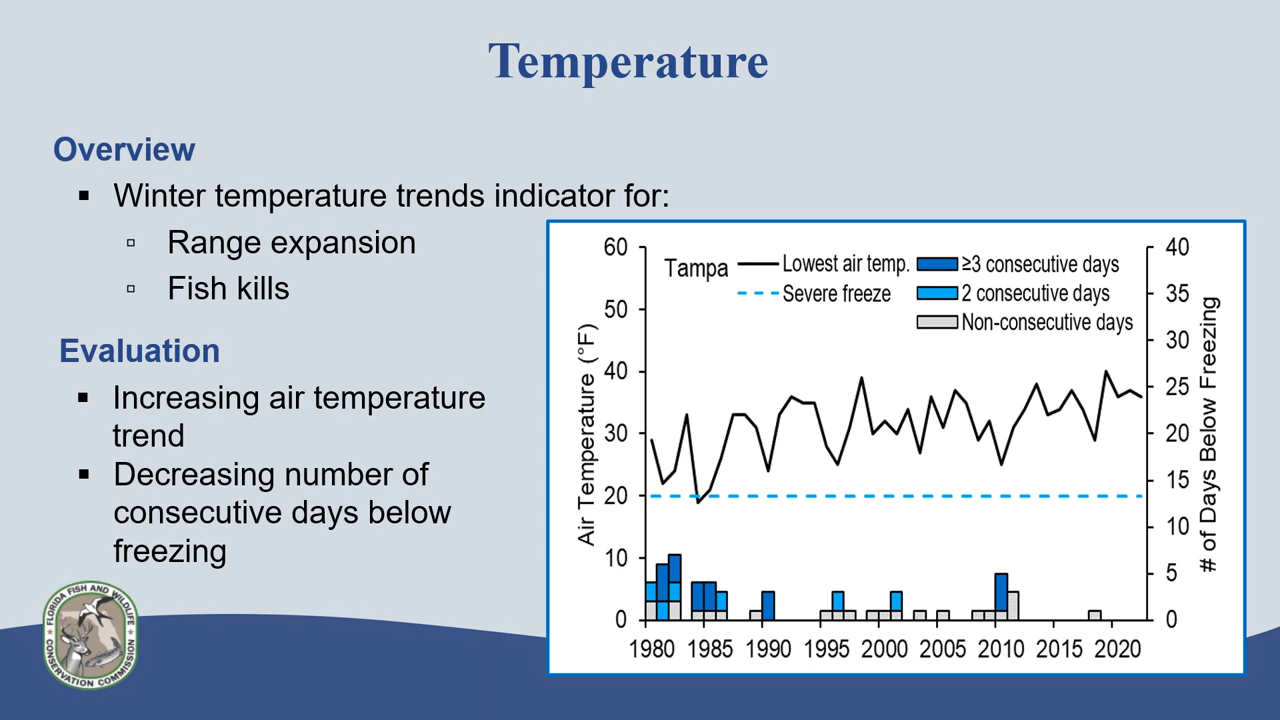 Temperature
Overview
▪ Winter temperature trends indicator for:
▫ Range expansion
▫ Fish kills
Evaluation
▪ Increasing air temperature
trend
▪ Decreasing number of
consecutive days below
freezing
Tampa
Lowest air temp.
Severe freeze
≥3 consecutive days
2 consecutive days
Non-consecutive days
Air Temperature (°F)
60
50
40
30
20
10
0
# of Days Below Freezing
40
35
30
25
20
15
10
5
0
1980 1985 1990 1995 2000 2005 2010 2015 2020
FLORIDA FISH AND WILDLIFE
CONSERVATION COMMISSION